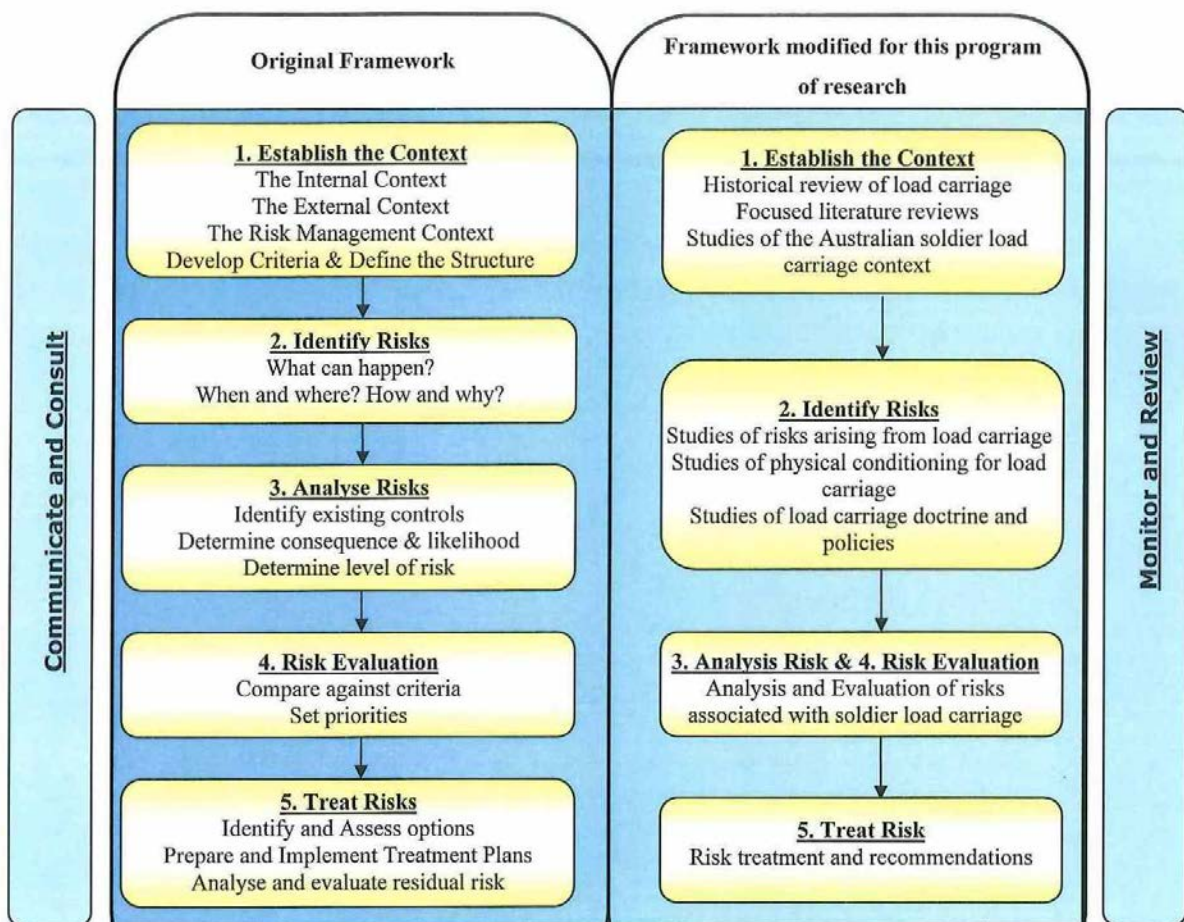 Original Framework
Framework modified for this program
of research
Communicate and Consult
1. Establish the Context
The Internal Context
The External Context
The Risk Management Context
Develop Criteria & Define the Structure
2. Identify Risks
What can happen?
When and where? How and why?
3. Analyse Risks
Identify existing controls
Determine consequence & likelihood
Determine level of risk
4. Risk Evaluation
Compare against criteria
Set priorities
5. Treat Risks
Identify and Assess options
Prepare and Implement Treatment Plans
Analyse and evaluate residual risk
1. Establish the Context
Historical review of load carriage
Focused literature reviews
Studies of the Australian soldier load
carriage context
2. Identify Risks
Studies of risks arising from load carriage
Studies of physical conditioning for load
carriage
Studies of load carriage doctrine and
policies
3. Analysis Risk & 4. Risk Evaluation
Analysis and Evaluation of risks
associated with soldier load carriage
5. Treat Risk
Risk treatment and recommendations
Monitor and Review